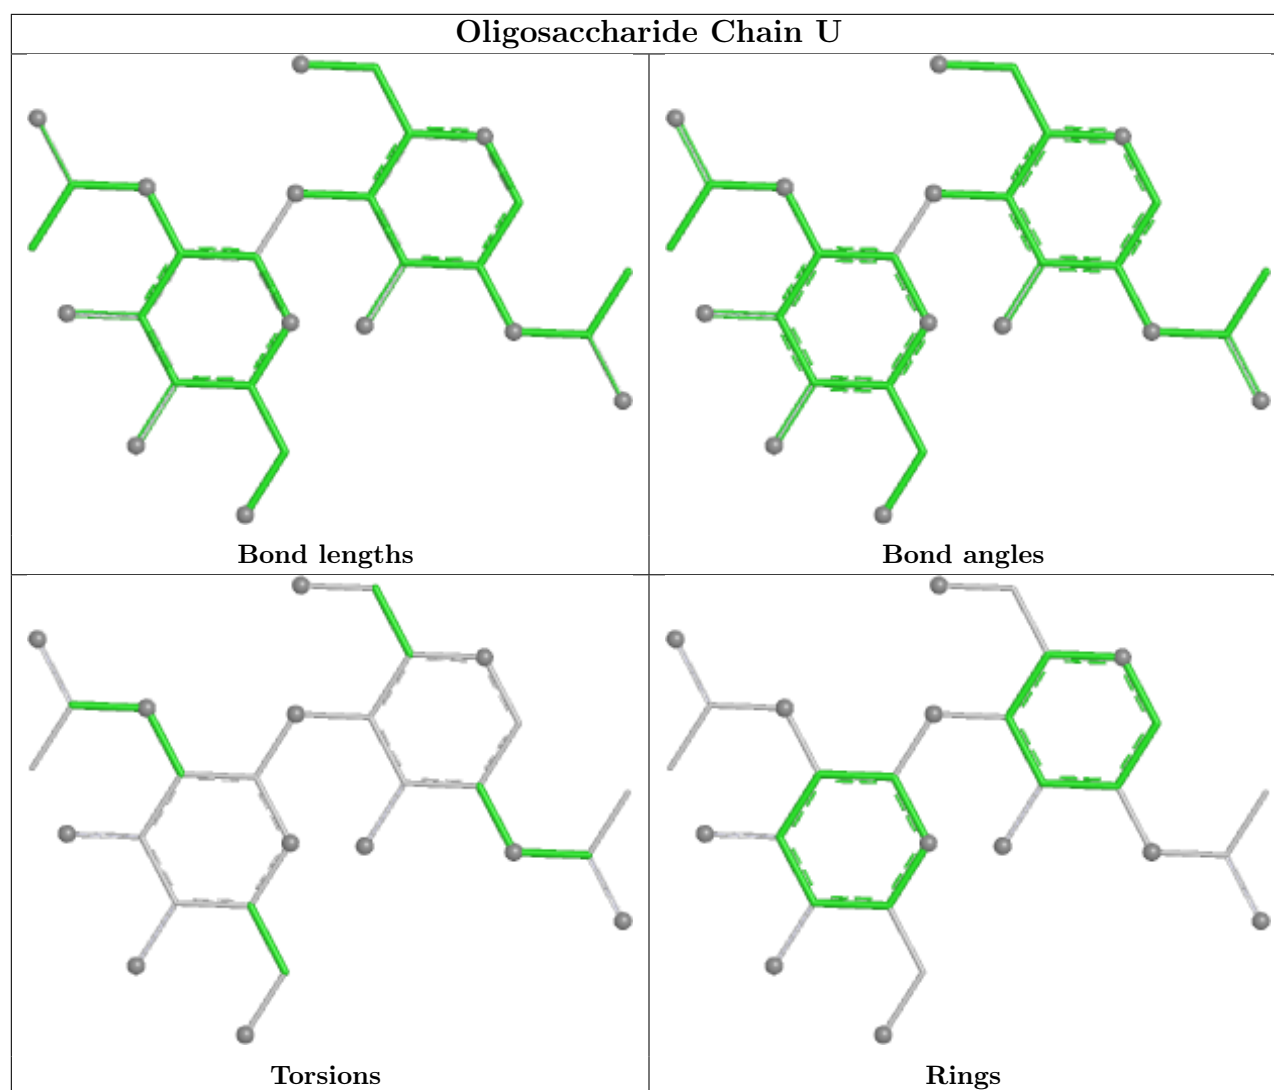 Oligosaccharide Chain U
Bond lengths
Bond angles
Torsions
Rings